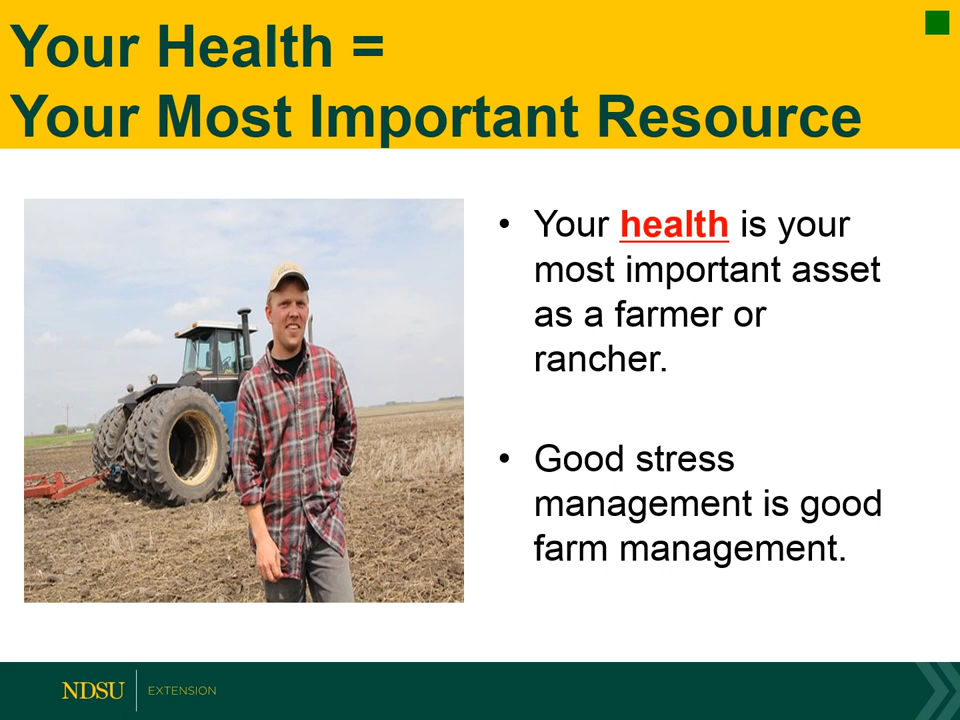 Your Health =
Your Most Important Resource
• Your health is your
most important asset
as a farmer or
rancher.
• Good stress
management is good
farm management.
NDSU EXTENSION